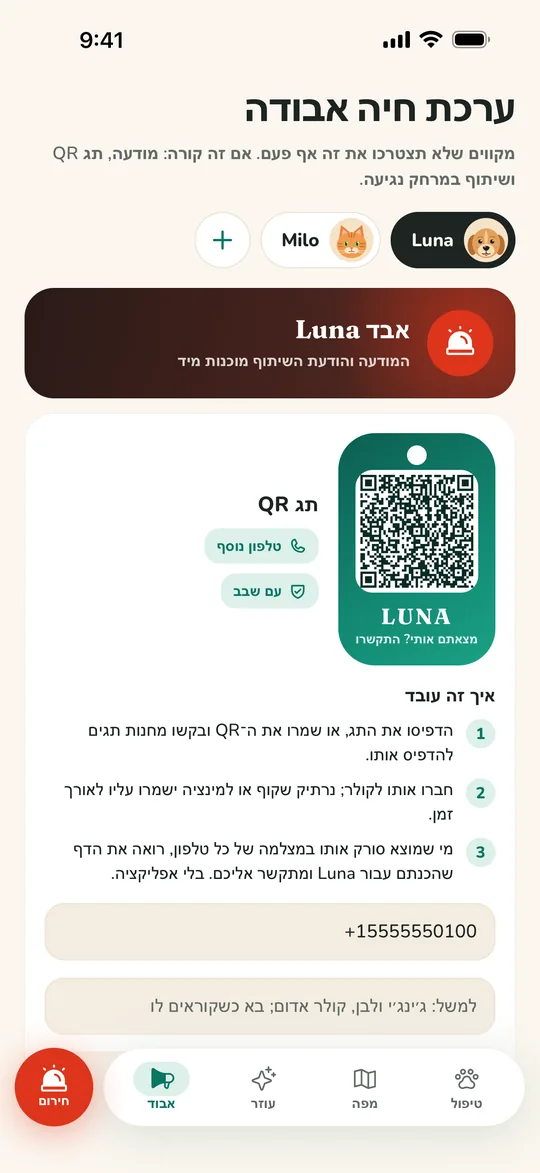 9:41
ערכת חיה אבודה
מקווים שלא תצטרכו את זה אף פעם. אם זה קורה: מודעה, תג QR
ושיתוף במרחק נגיעה.
Luna
Milo
אבד Luna
המודעה והודעת השיתוף מוכנות מיד
תג QR
טלפון נוסף
עם שבב
LUNA
מצאתם אותי? התקשרו
איך זה עובד
1 הדפיסו את התג, או שמרו את ה־QR ובקשו מחנות תגים
להדפיס אותו.
2 חברו אותו לקולר; נרתיק שקוף או למינציה ישמרו עליו לאורך
זמן.
3 מי שמוצא סורק אותו במצלמה של כל טלפון, רואה את הדף
שהכנתם עבור Luna ומתקשר אליכם. בלי אפליקציה.
+15555550100
למשל: ג׳ינג׳י ולבן, קולר אדום; בא כשקוראים לו
טיפול
מפה
עוזר
אבוד
חירום